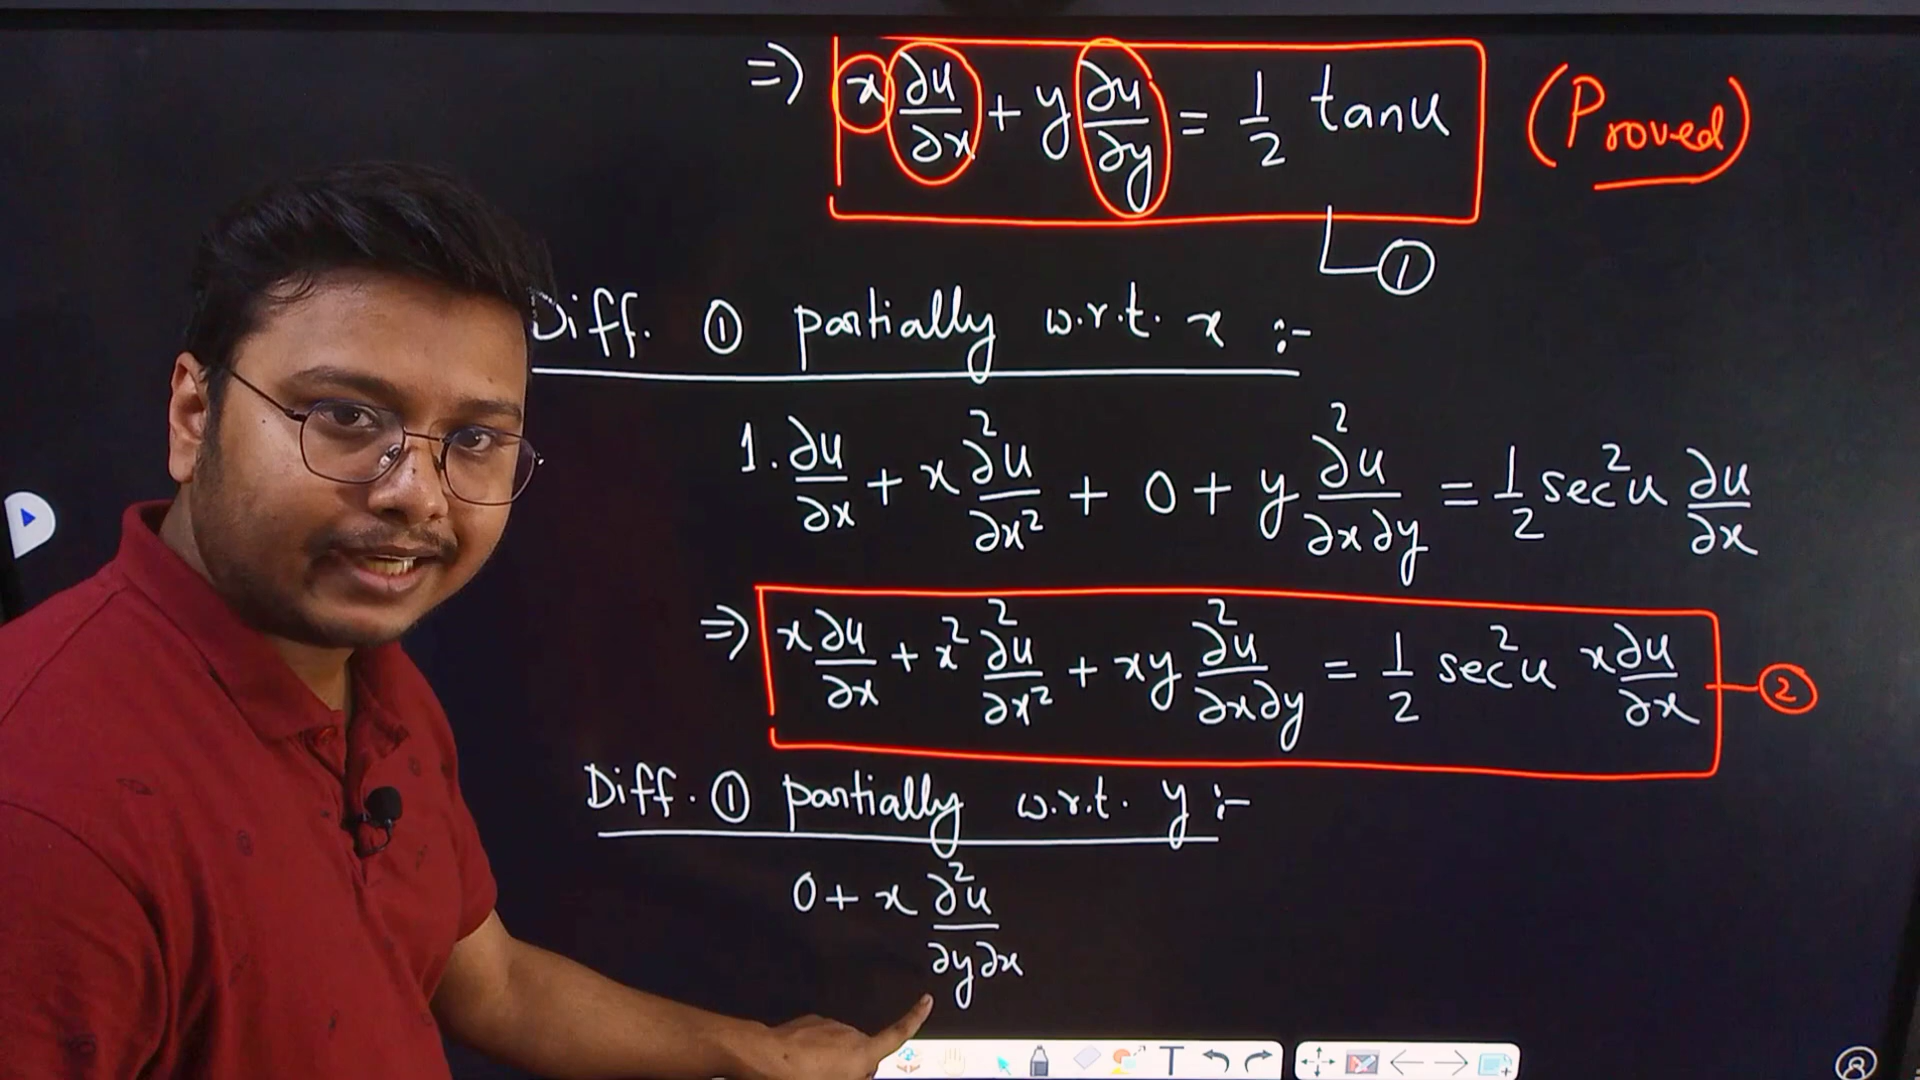 ⇒) x ∂u/∂x + y ∂u/∂y = 1/2 tanu (Proved)
①
Diff. ① partially w.r.t. x :-
1. ∂u/∂x + x ∂²u/∂x² + 0 + y ∂²u/∂x∂y = 1/2 sec²u ∂u/∂x
⇒ x ∂u/∂x + x² ∂²u/∂x² + xy ∂²u/∂x∂y = 1/2 sec²u x ∂u/∂x ②
Diff. ① partially w.r.t. y :-
0 + x ∂²u/∂y∂x
T